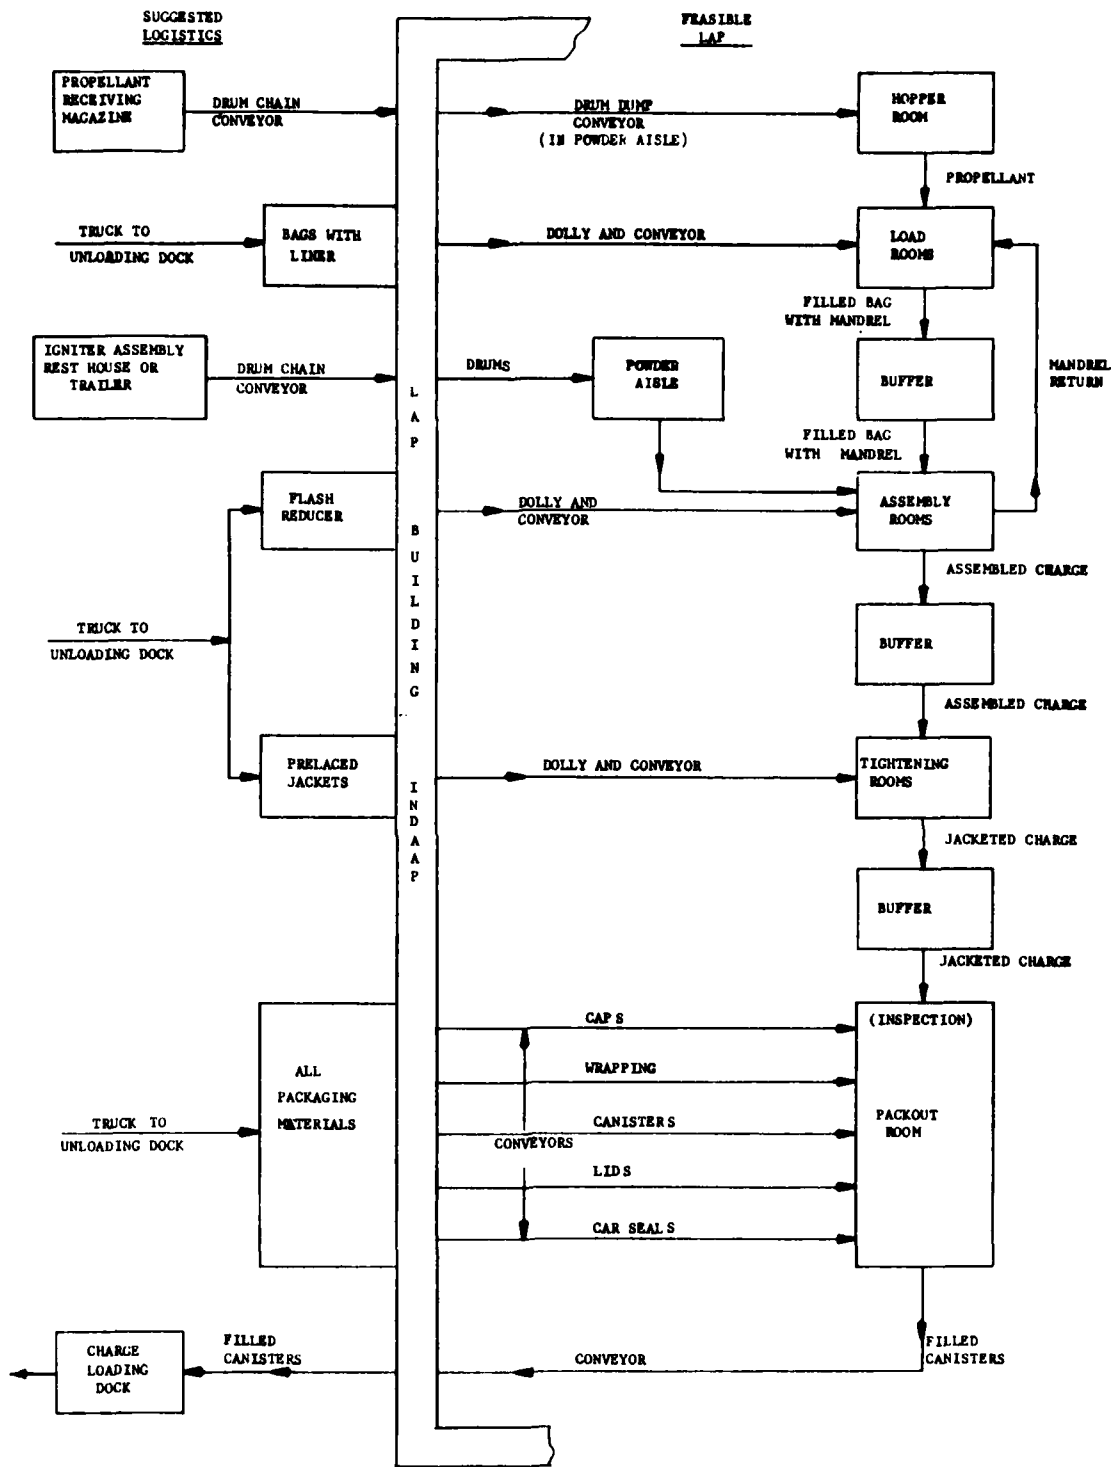 SUGGESTED
LOGISTICS
FEASIBLE
LAP
PROPELLANT
RECEIVING
MAGAZINE
DRUM CHAIN
CONVEYOR
DRUM DUMP
CONVEYOR
(IN POWDER AISLE)
HOPPER
ROOM
PROPELLANT
TRUCK TO
UNLOADING DOCK
BAGS WITH
LINER
DOLLY AND CONVEYOR
LOAD
ROOMS
FILLED BAG
WITH MANDREL
IGNITER ASSEMBLY
REST HOUSE OR
TRAILER
DRUM CHAIN
CONVEYOR
DRUMS
POWDER
AISLE
BUFFER
MANDREL
RETURN
FILLED BAG
WITH MANDREL
LAP BUILDING INDAAP
FLASH
REDUCER
DOLLY AND
CONVEYOR
ASSEMBLY
ROOMS
ASSEMBLED CHARGE
TRUCK TO
UNLOADING DOCK
BUFFER
ASSEMBLED CHARGE
PRELACED
JACKETS
DOLLY AND CONVEYOR
TIGHTENING
ROOMS
JACKETED CHARGE
BUFFER
JACKETED CHARGE
ALL
PACKAGING
MATERIALS
TRUCK TO
UNLOADING DOCK
CAPS
WRAPPING
CANISTERS
CONVEYORS
LIDS
CAR SEALS
(INSPECTION)
PACKOUT
ROOM
FILLED
CANISTERS
CONVEYOR
FILLED
CANISTERS
CHARGE
LOADING
DOCK